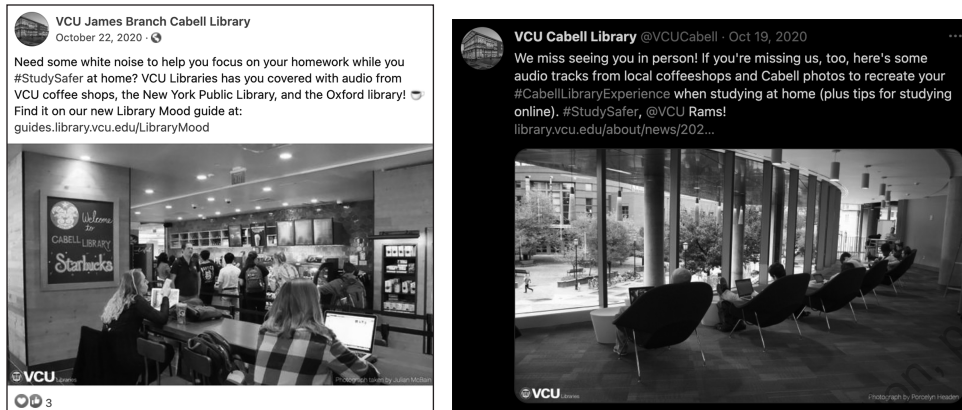 VCU James Branch Cabell Library
October 22, 2020 ·
Need some white noise to help you focus on your homework while you
#StudySafer at home? VCU Libraries has you covered with audio from
VCU coffee shops, the New York Public Library, and the Oxford library! ☕
Find it on our new Library Mood guide at:
guides.library.vcu.edu/LibraryMood
Welcome
to
CABELL LIBRARY
Starbucks
VCU Libraries
Photograph taken by Julian McBain
3
VCU Cabell Library @VCUCabell · Oct 19, 2020
We miss seeing you in person! If you're missing us, too, here's some
audio tracks from local coffeeshops and Cabell photos to recreate your
#CabellLibraryExperience when studying at home (plus tips for studying
online). #StudySafer, @VCU Rams!
library.vcu.edu/about/news/202...
VCU Libraries
Photograph by Porcelyn Headen